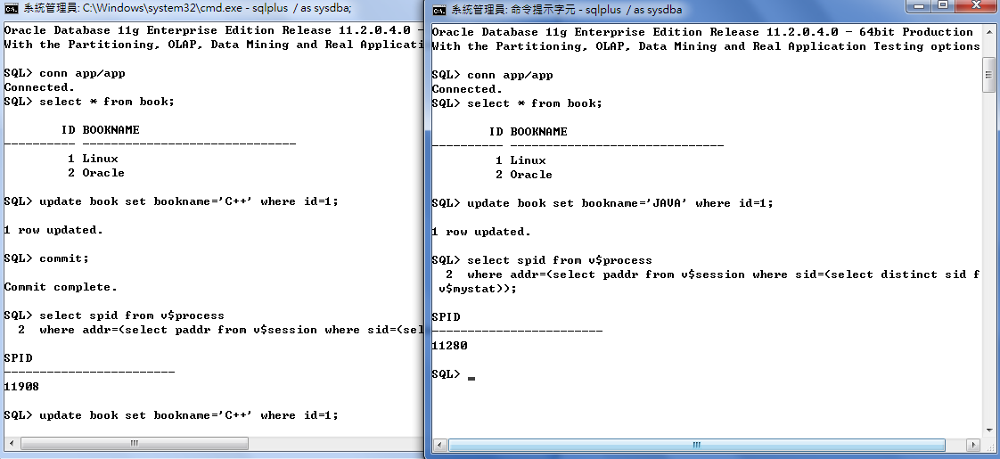 系統管理員: C:\Windows\system32\cmd.exe - sqlplus / as sysdba;
Oracle Database 11g Enterprise Edition Release 11.2.0.4.0 -
With the Partitioning, OLAP, Data Mining and Real Applicati
SQL> conn app/app
Connected.
SQL> select * from book;
ID BOOKNAME
---------- ------------------------------
1 Linux
2 Oracle
SQL> update book set bookname='C++' where id=1;
1 row updated.
SQL> commit;
Commit complete.
SQL> select spid from v$process
2 where addr=(select paddr from v$session where sid=(sel
SPID
------------------------
11908
SQL> update book set bookname='C++' where id=1;
系統管理員: 命令提示字元 - sqlplus / as sysdba
Oracle Database 11g Enterprise Edition Release 11.2.0.4.0 - 64bit Production
With the Partitioning, OLAP, Data Mining and Real Application Testing options
SQL> conn app/app
Connected.
SQL> select * from book;
ID BOOKNAME
---------- ------------------------------
1 Linux
2 Oracle
SQL> update book set bookname='JAVA' where id=1;
1 row updated.
SQL> select spid from v$process
2 where addr=(select paddr from v$session where sid=(select distinct sid f
v$mystat));
SPID
------------------------
11280
SQL>